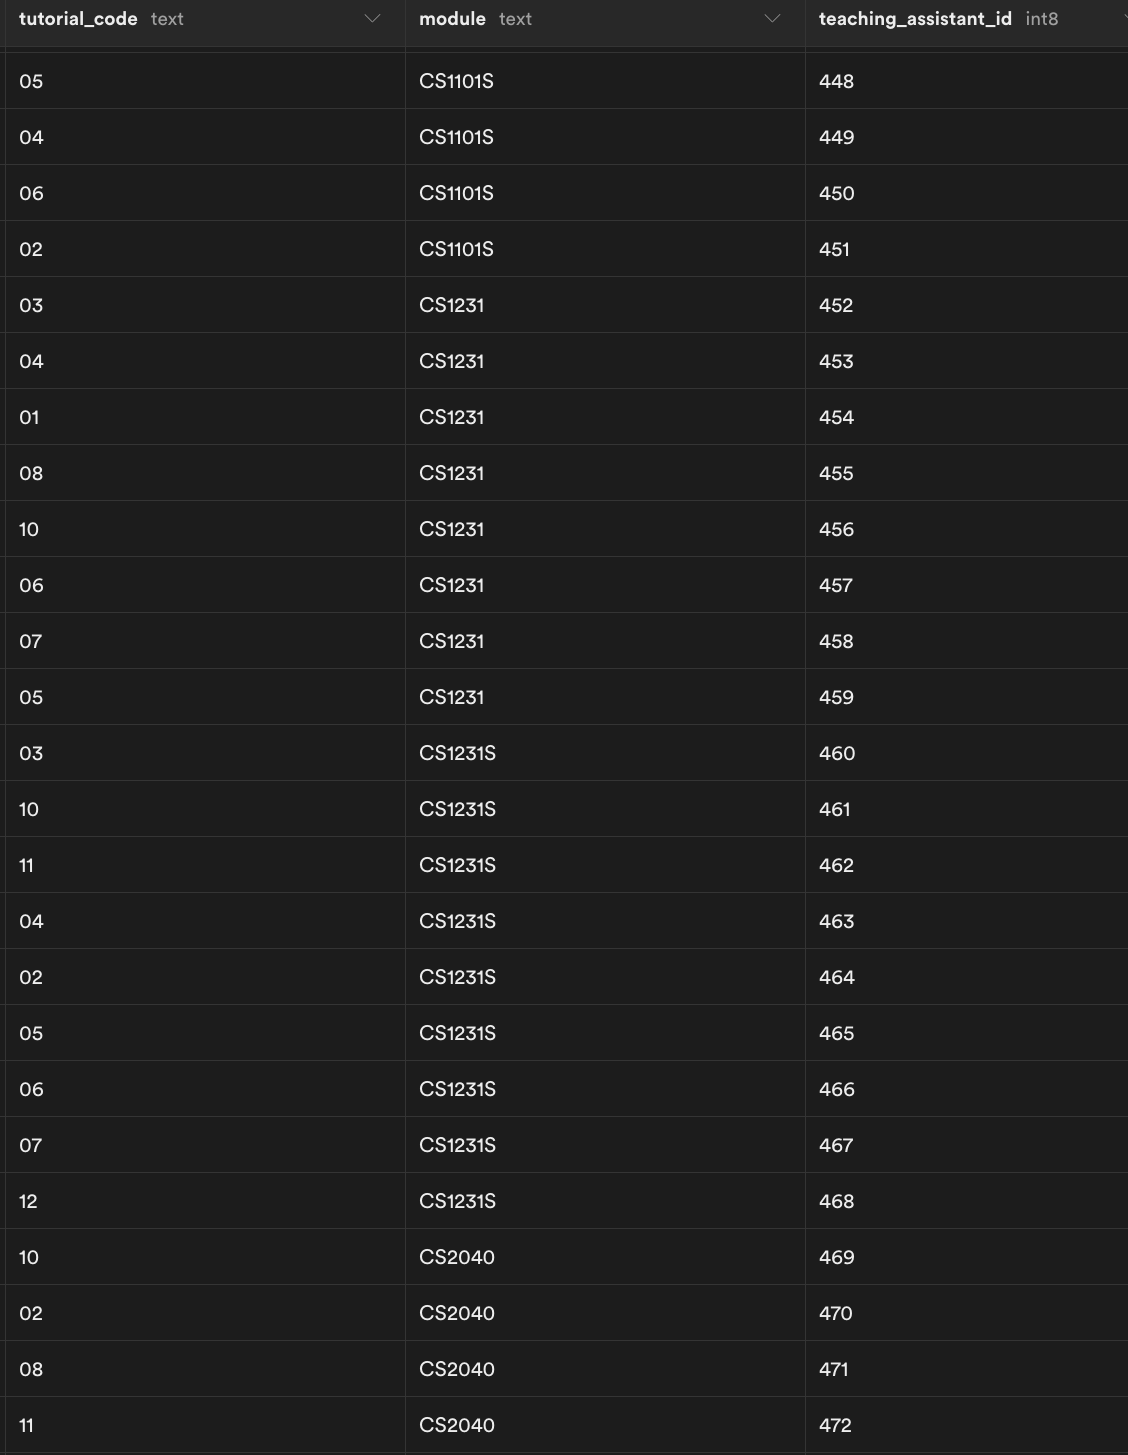 tutorial_code text module text teaching_assistant_id int8
05 CS1101S 448
04 CS1101S 449
06 CS1101S 450
02 CS1101S 451
03 CS1231 452
04 CS1231 453
01 CS1231 454
08 CS1231 455
10 CS1231 456
06 CS1231 457
07 CS1231 458
05 CS1231 459
03 CS1231S 460
10 CS1231S 461
11 CS1231S 462
04 CS1231S 463
02 CS1231S 464
05 CS1231S 465
06 CS1231S 466
07 CS1231S 467
12 CS1231S 468
10 CS2040 469
02 CS2040 470
08 CS2040 471
11 CS2040 472